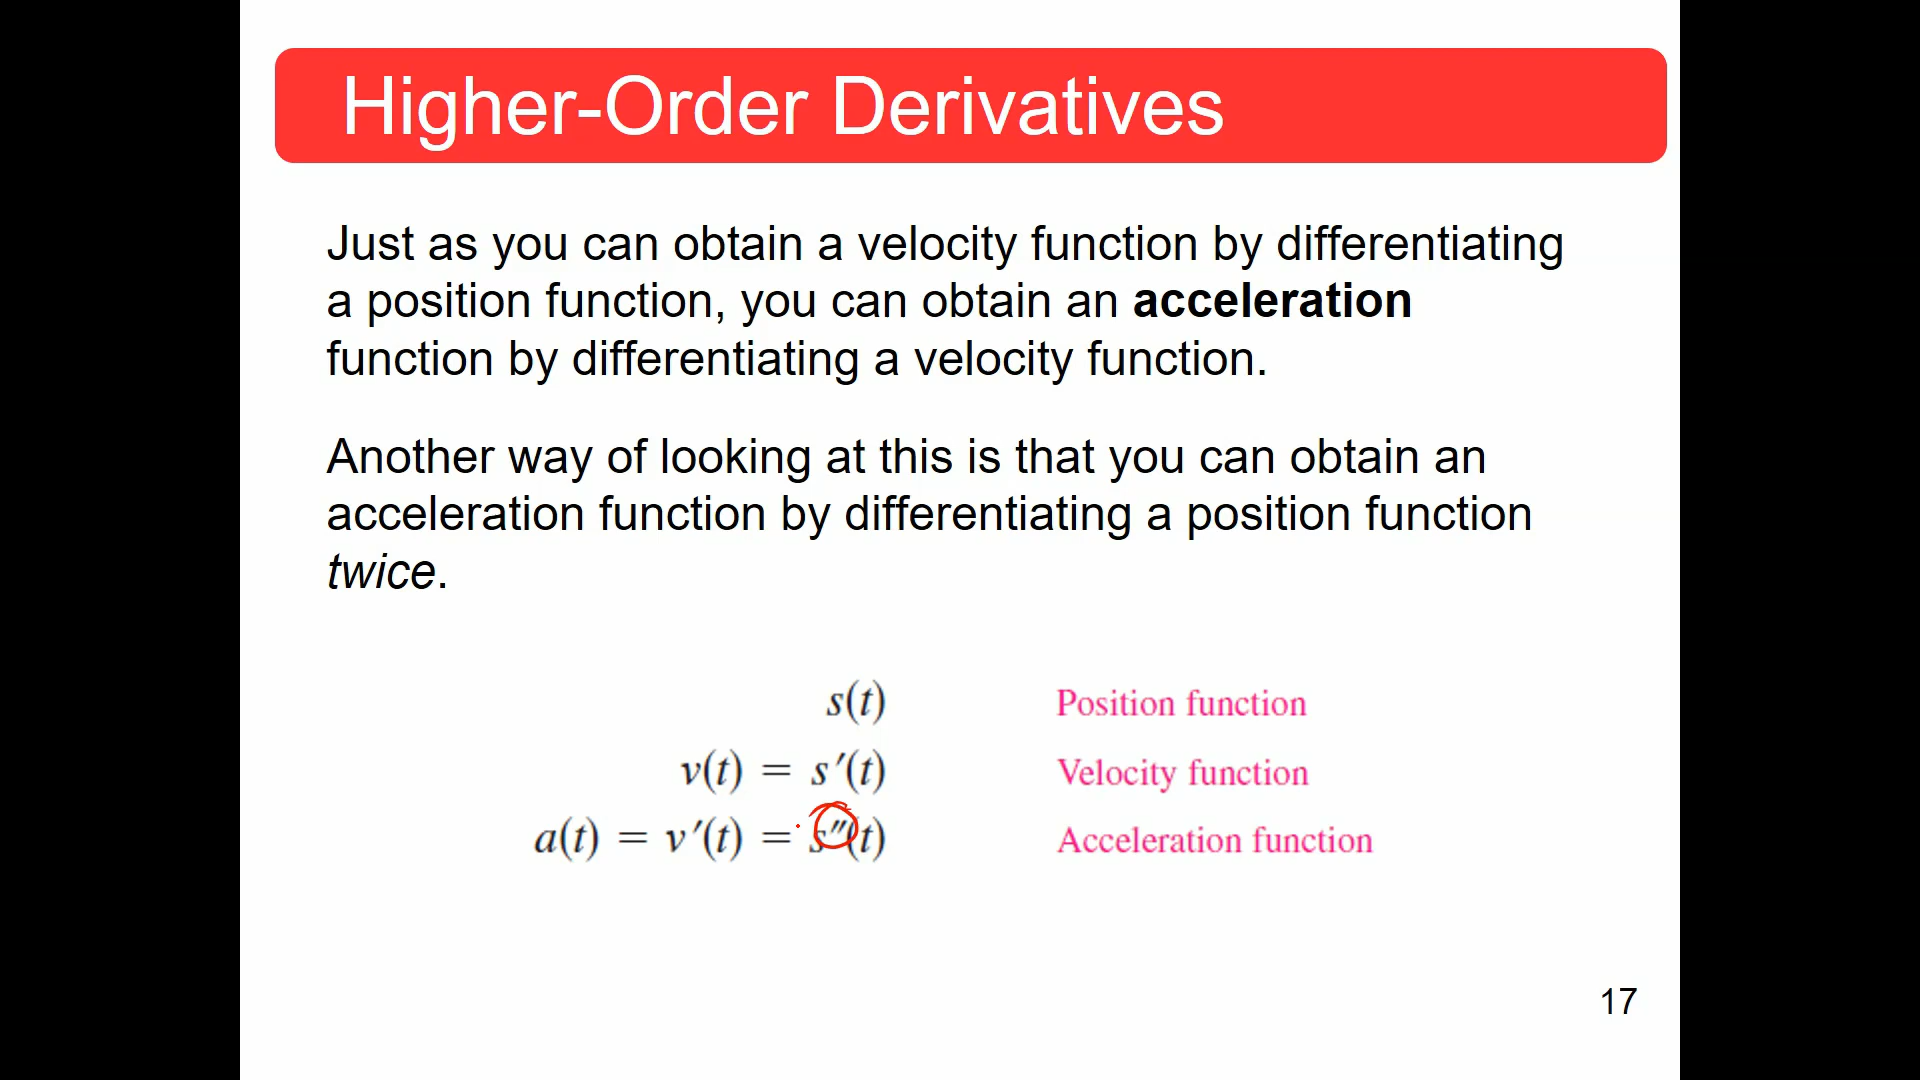 Higher-Order Derivatives
Just as you can obtain a velocity function by differentiating
a position function, you can obtain an acceleration
function by differentiating a velocity function.
Another way of looking at this is that you can obtain an
acceleration function by differentiating a position function
twice.
s(t) Position function
v(t) = s′(t) Velocity function
a(t) = v′(t) = s″(t) Acceleration function
17